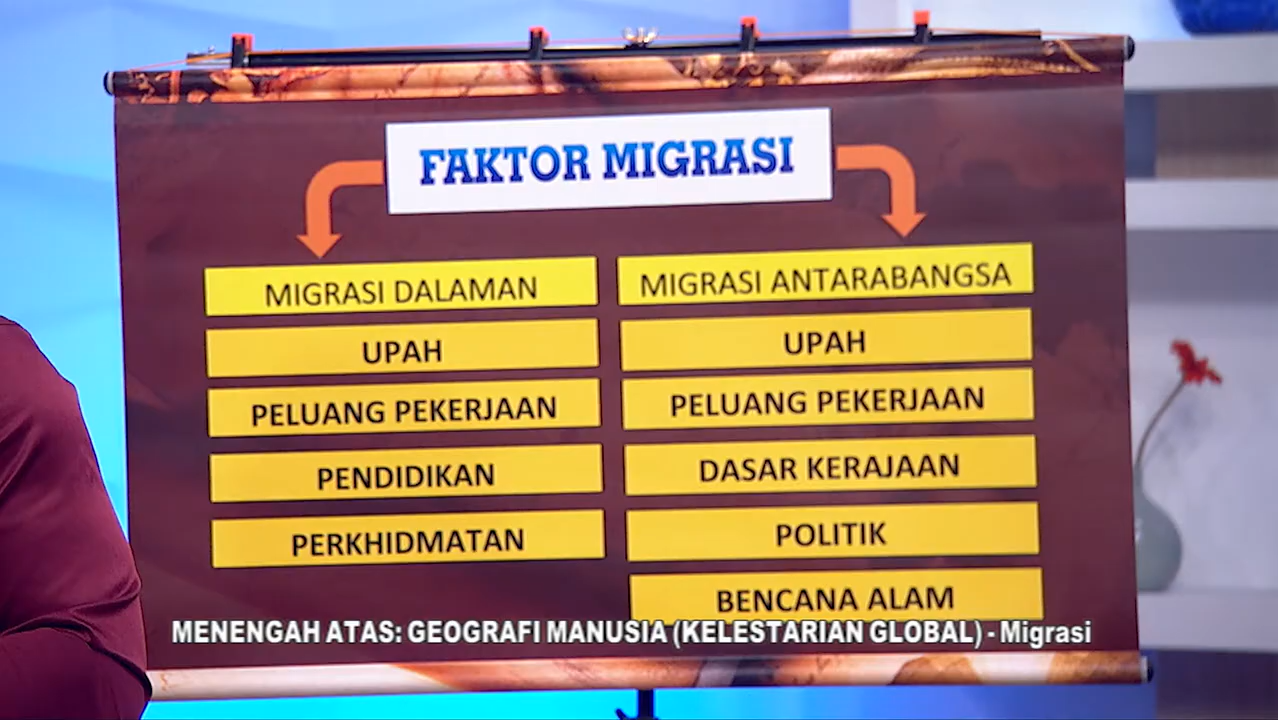 FAKTOR MIGRASI
MIGRASI DALAMAN
UPAH
PELUANG PEKERJAAN
PENDIDIKAN
PERKHIDMATAN
MIGRASI ANTARABANGSA
UPAH
PELUANG PEKERJAAN
DASAR KERAJAAN
POLITIK
BENCANA ALAM
MENENGAH ATAS: GEOGRAFI MANUSIA (KELESTARIAN GLOBAL) - Migrasi